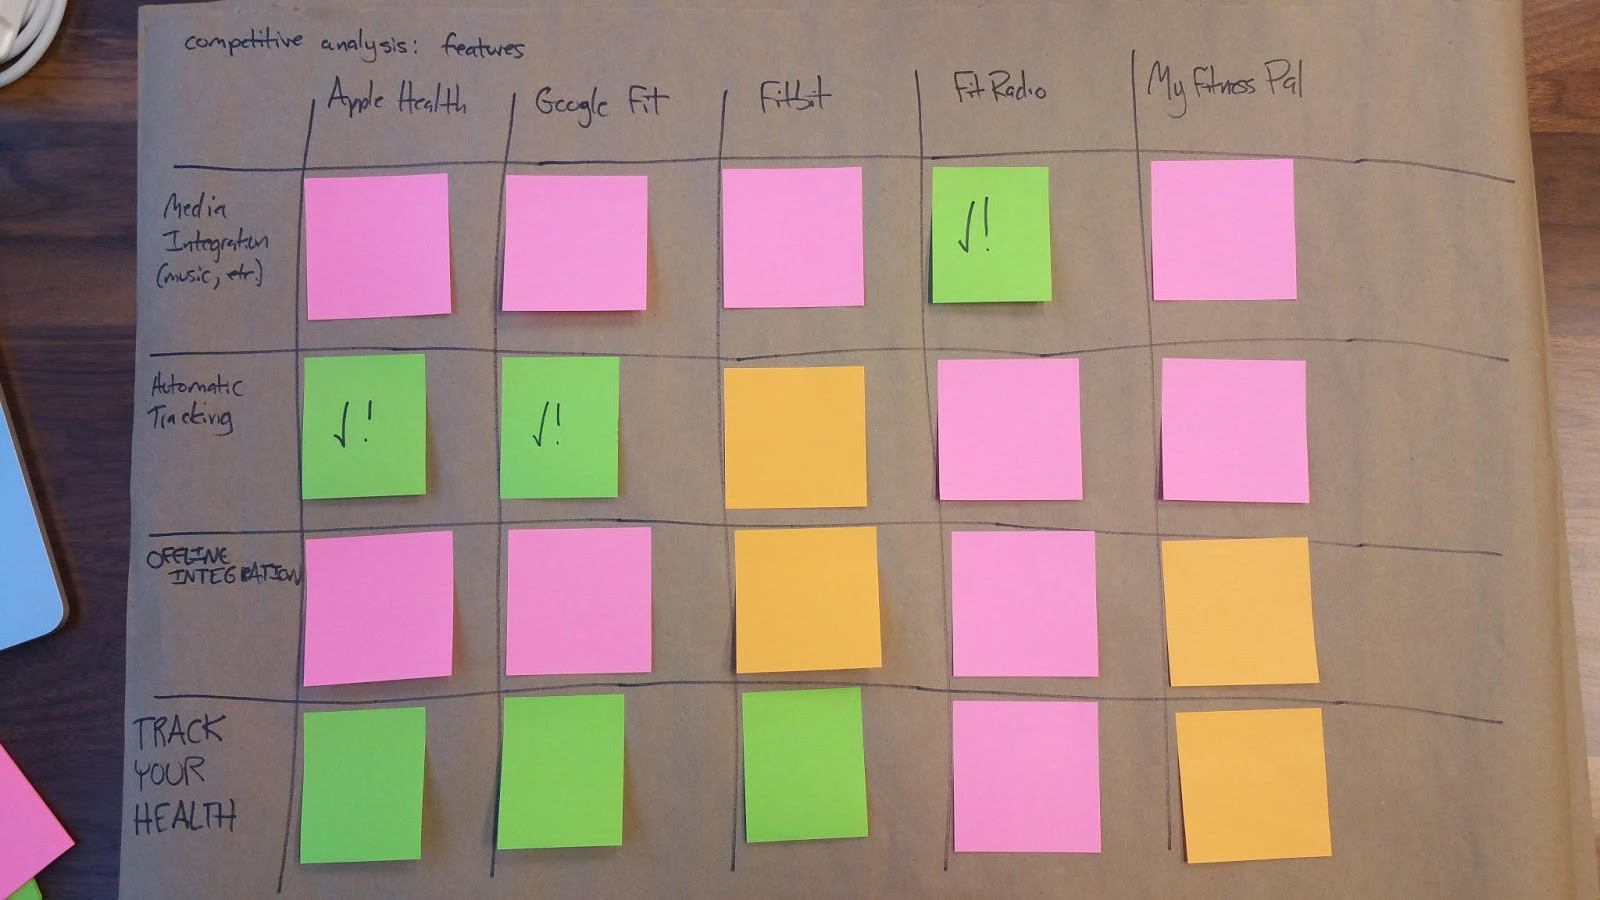 competitive analysis: features
Apple Health Google Fit Fitbit Fit Radio My Fitness Pal
Media
Integration
(music, etc.)
√!
Automatic
Tracking
√! √!
OFFLINE
INTEGRATION
TRACK
YOUR
HEALTH